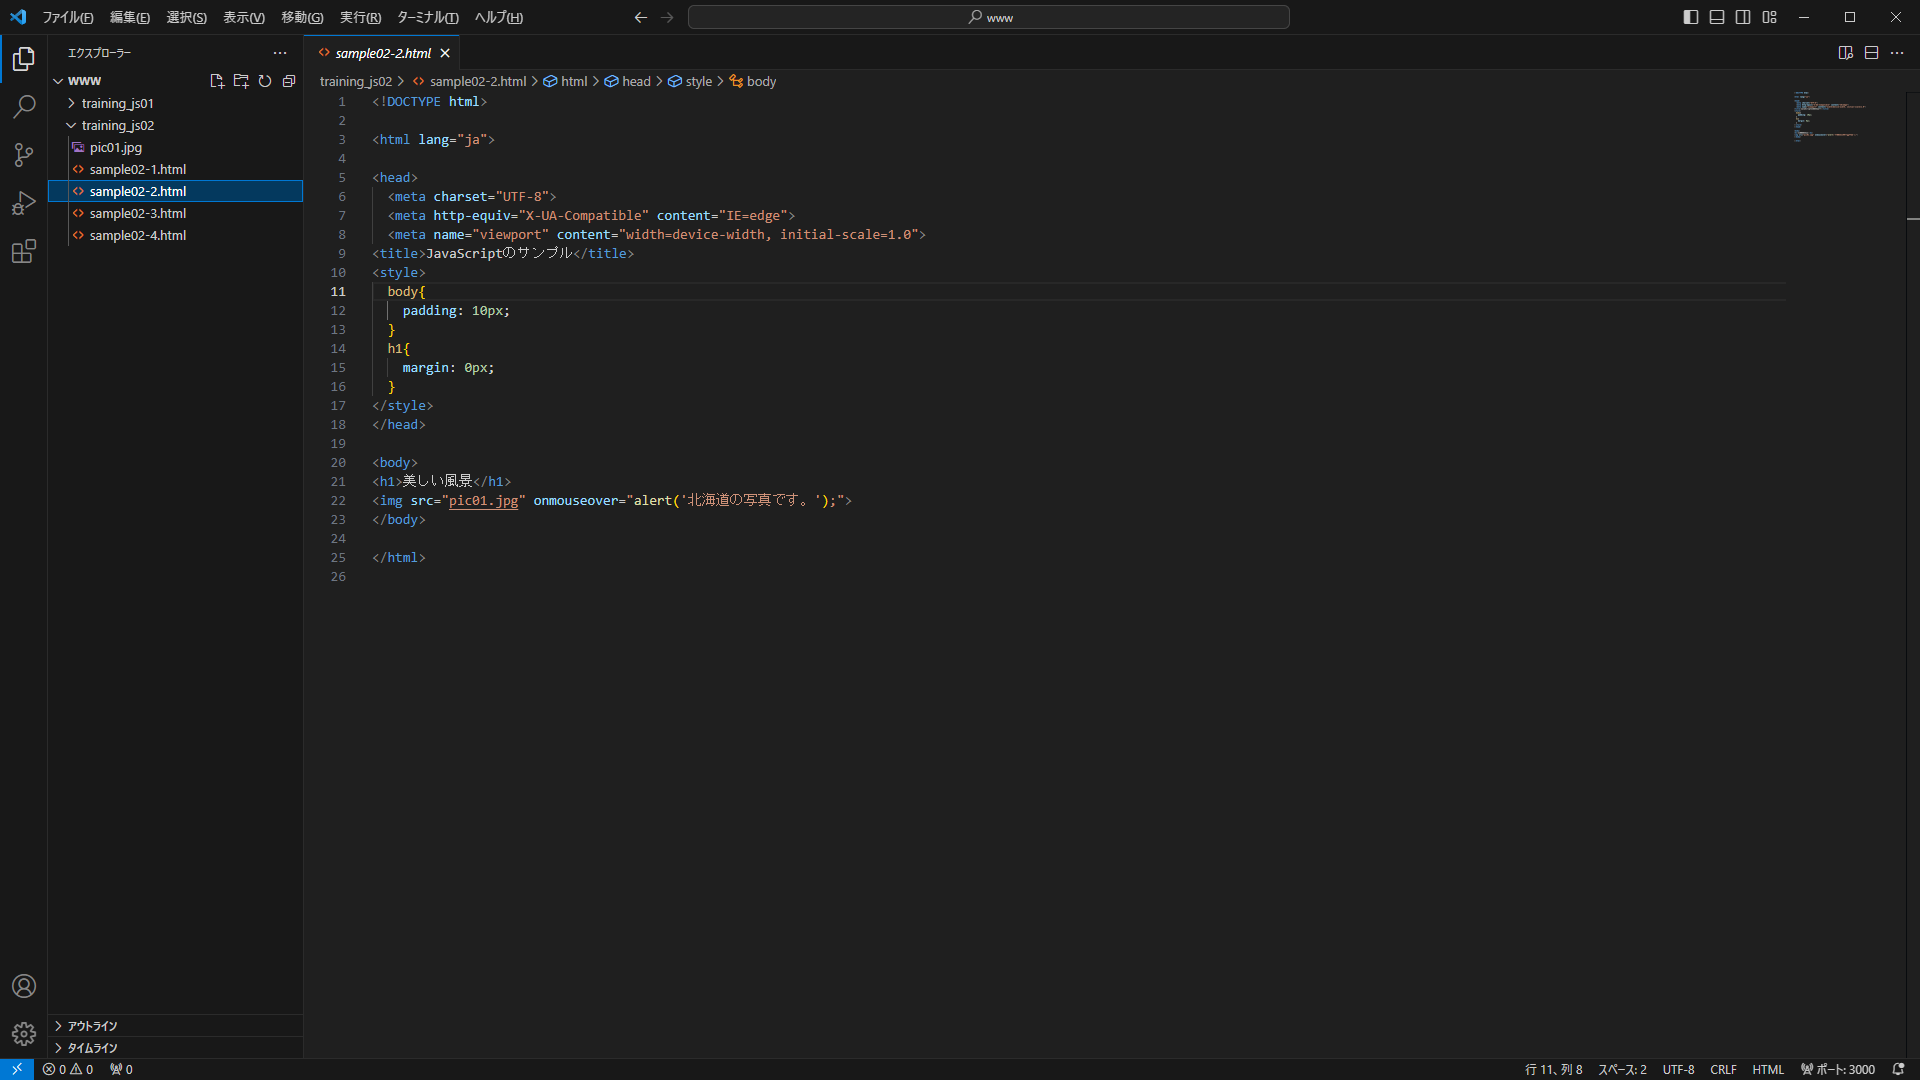 ファイル(F) 編集(E) 選択(S) 表示(V) 移動(G) 実行(R) ターミナル(T) ヘルプ(H)
www
エクスプローラー
WWW
training_js01
training_js02
pic01.jpg
sample02-1.html
sample02-2.html
sample02-3.html
sample02-4.html
アウトライン
タイムライン
sample02-2.html
training_js02 > sample02-2.html > html > head > style > body
1 <!DOCTYPE html>
2
3 <html lang="ja">
4
5 <head>
6 <meta charset="UTF-8">
7 <meta http-equiv="X-UA-Compatible" content="IE=edge">
8 <meta name="viewport" content="width=device-width, initial-scale=1.0">
9 <title>JavaScriptのサンプル</title>
10 <style>
11 body{
12 padding: 10px;
13 }
14 h1{
15 margin: 0px;
16 }
17 </style>
18 </head>
19
20 <body>
21 <h1>美しい風景</h1>
22 <img src="pic01.jpg" onmouseover="alert('北海道の写真です。');">
23 </body>
24
25 </html>
26
0 0 0
行 11、列 8 スペース: 2 UTF-8 CRLF HTML ポート: 3000